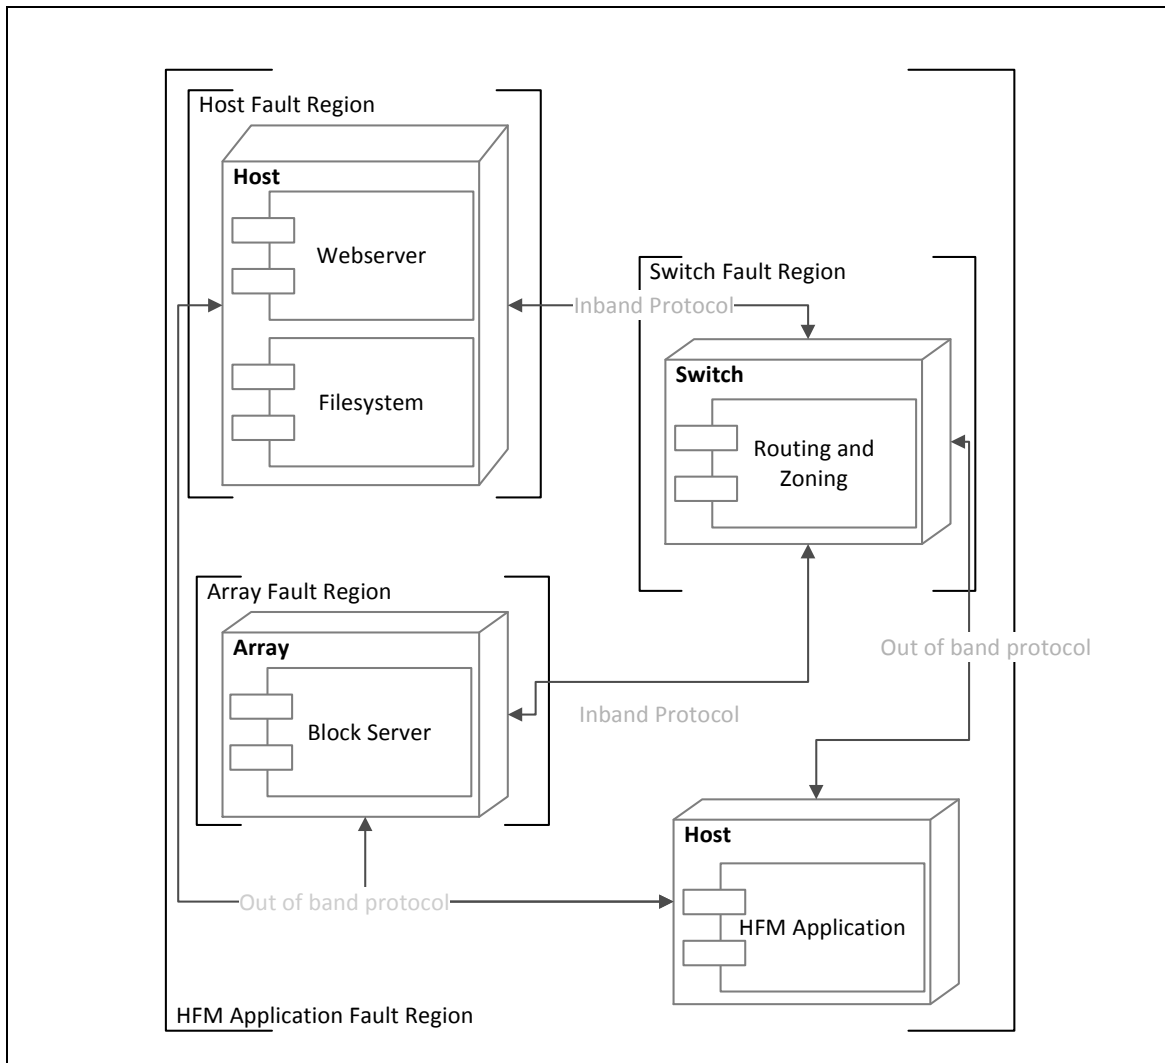 Host Fault Region
Host
Webserver
Filesystem
Switch Fault Region
Inband Protocol
Switch
Routing and
Zoning
Array Fault Region
Array
Block Server
Inband Protocol
Out of band protocol
Host
HFM Application
Out of band protocol
HFM Application Fault Region